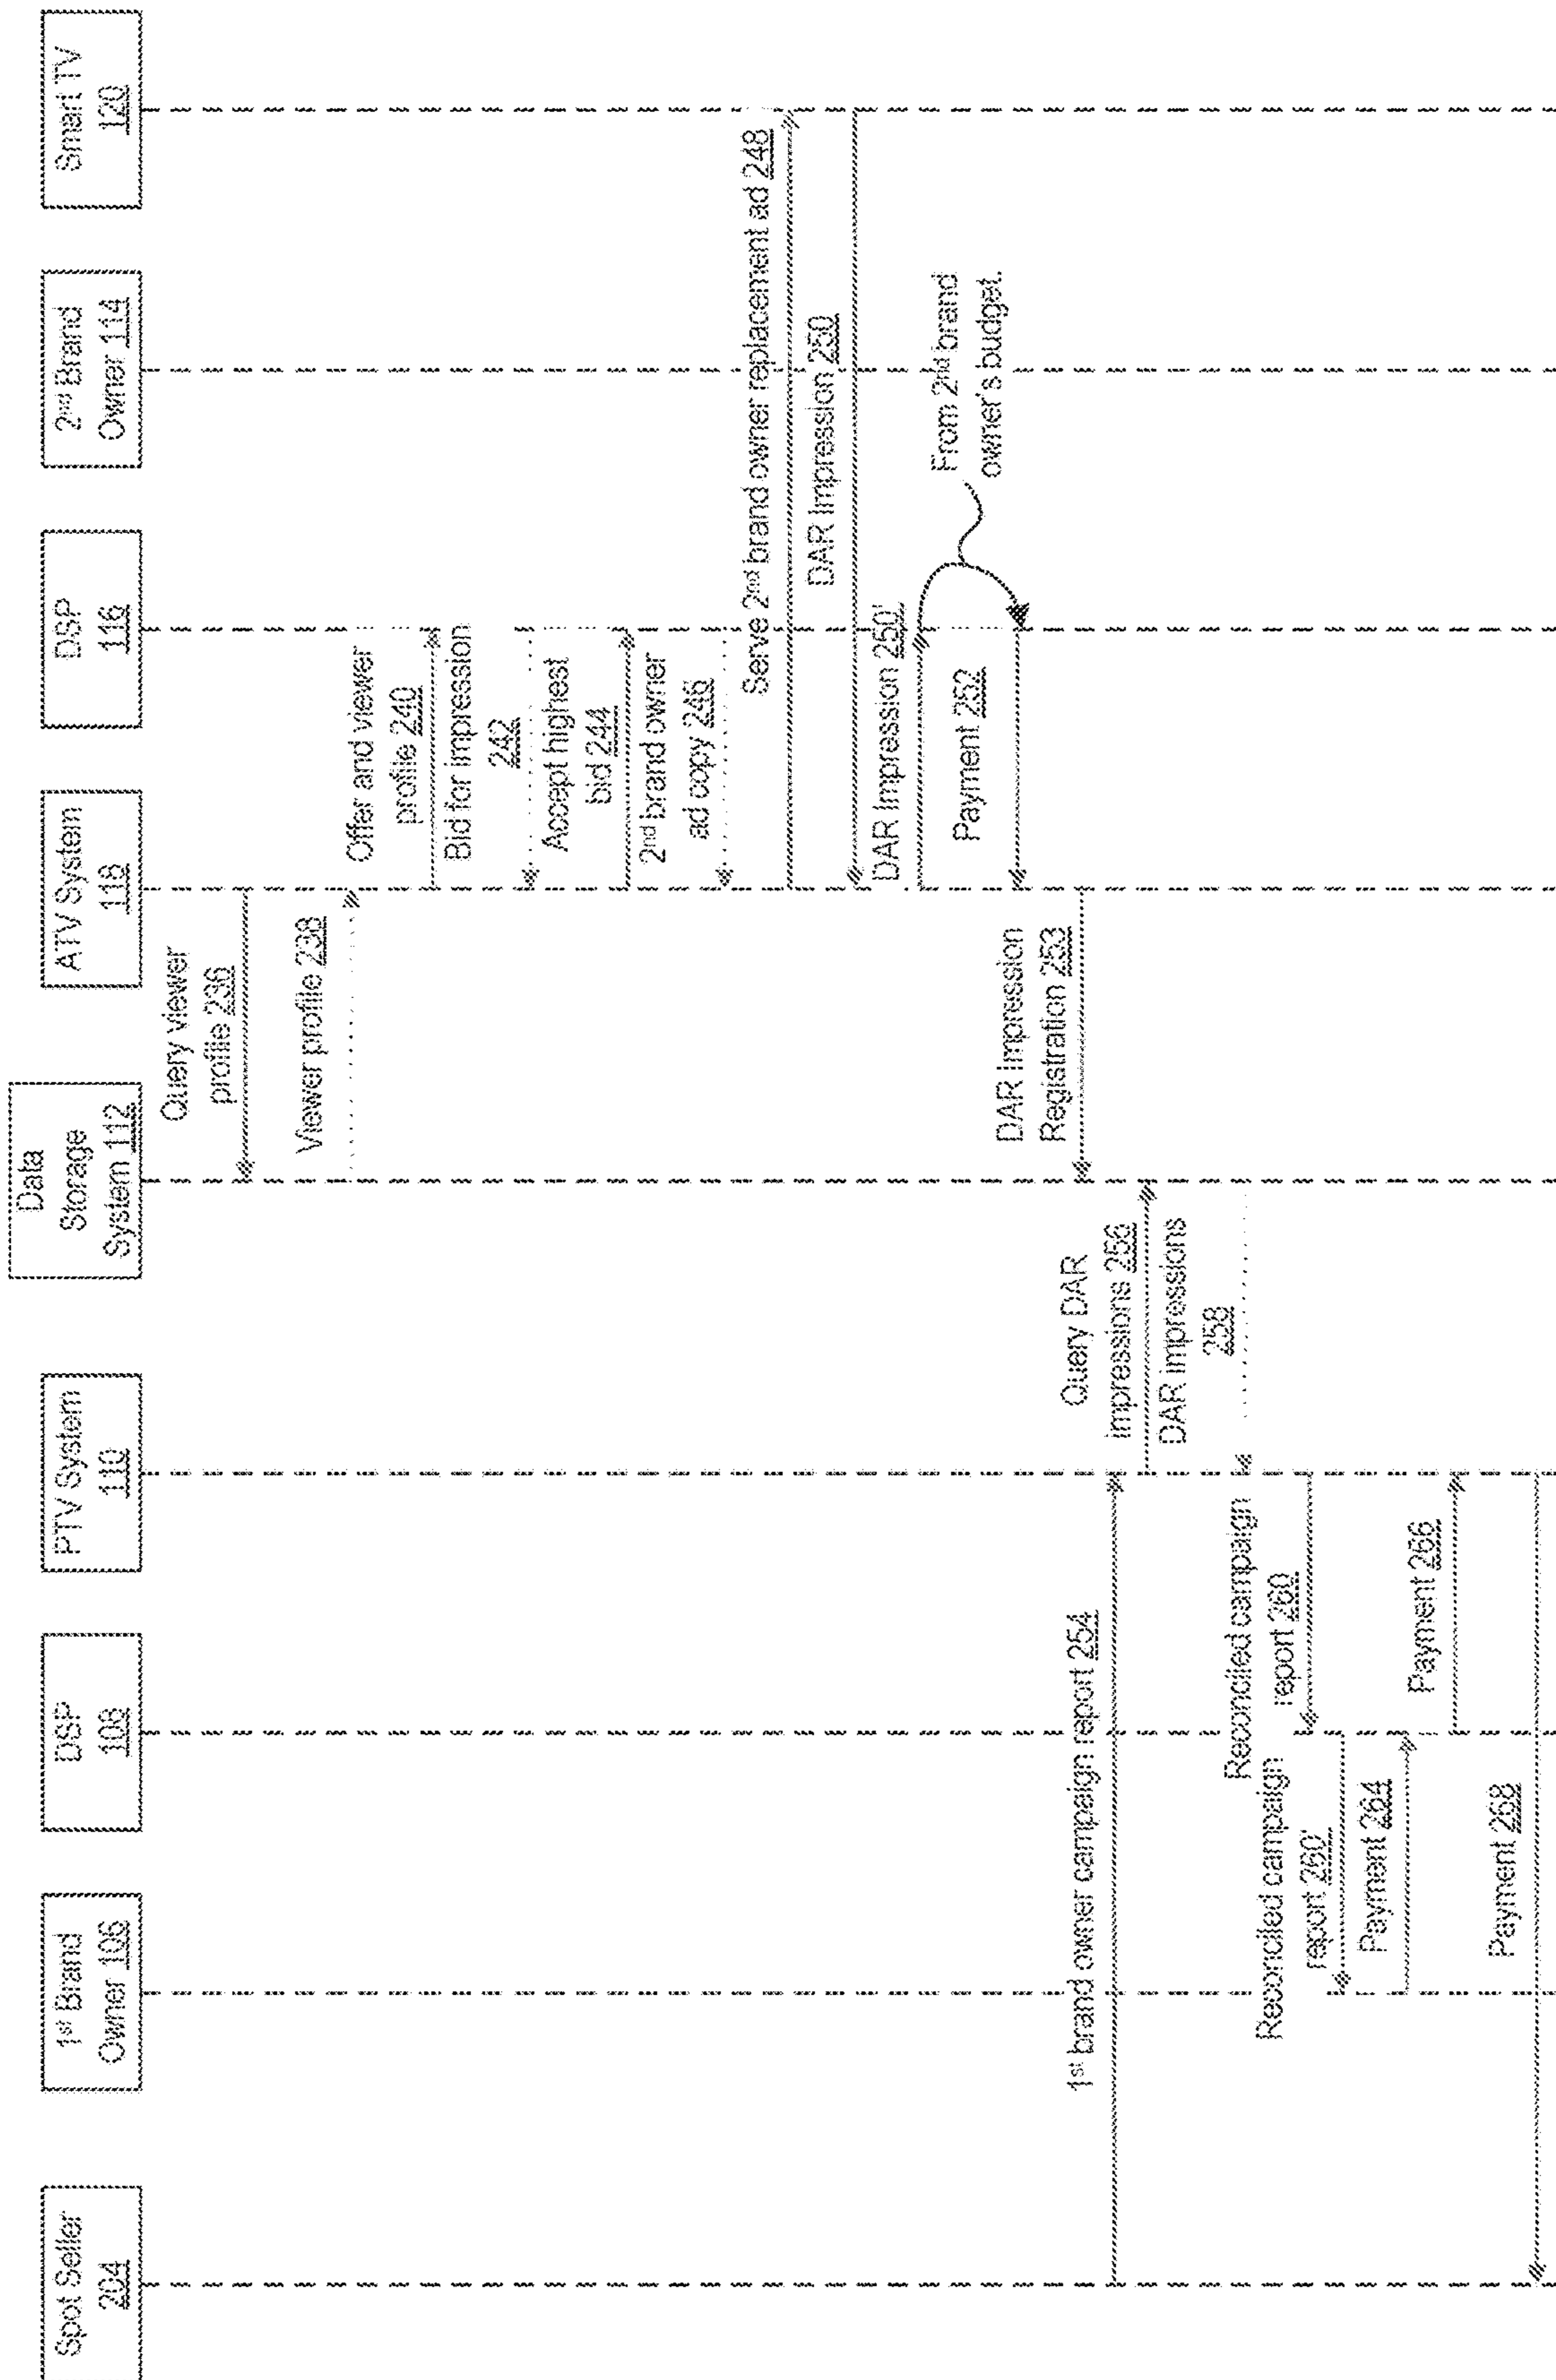 Spot Seller
204
1st Brand
Owner 106
DSP
108
PTV System
110
Data
Storage
System 112
ATV System
118
DSP
116
2nd Brand
Owner 114
Smart TV
120
Query viewer
profile 236
Viewer profile 238
Offer and viewer
profile 240
Bid for impression
242
Accept highest
bid 244
2nd brand owner
ad copy 246
Serve 2nd brand owner replacement ad 248
DAR Impression 250
DAR Impression 250'
From 2nd brand
owner's budget.
Payment 252
DAR Impression
Registration 253
1st brand owner campaign report 254
Query DAR
Impressions 256
DAR impressions
258
Reconciled campaign
report 260
Reconciled campaign
report 260'
Payment 264
Payment 266
Payment 268